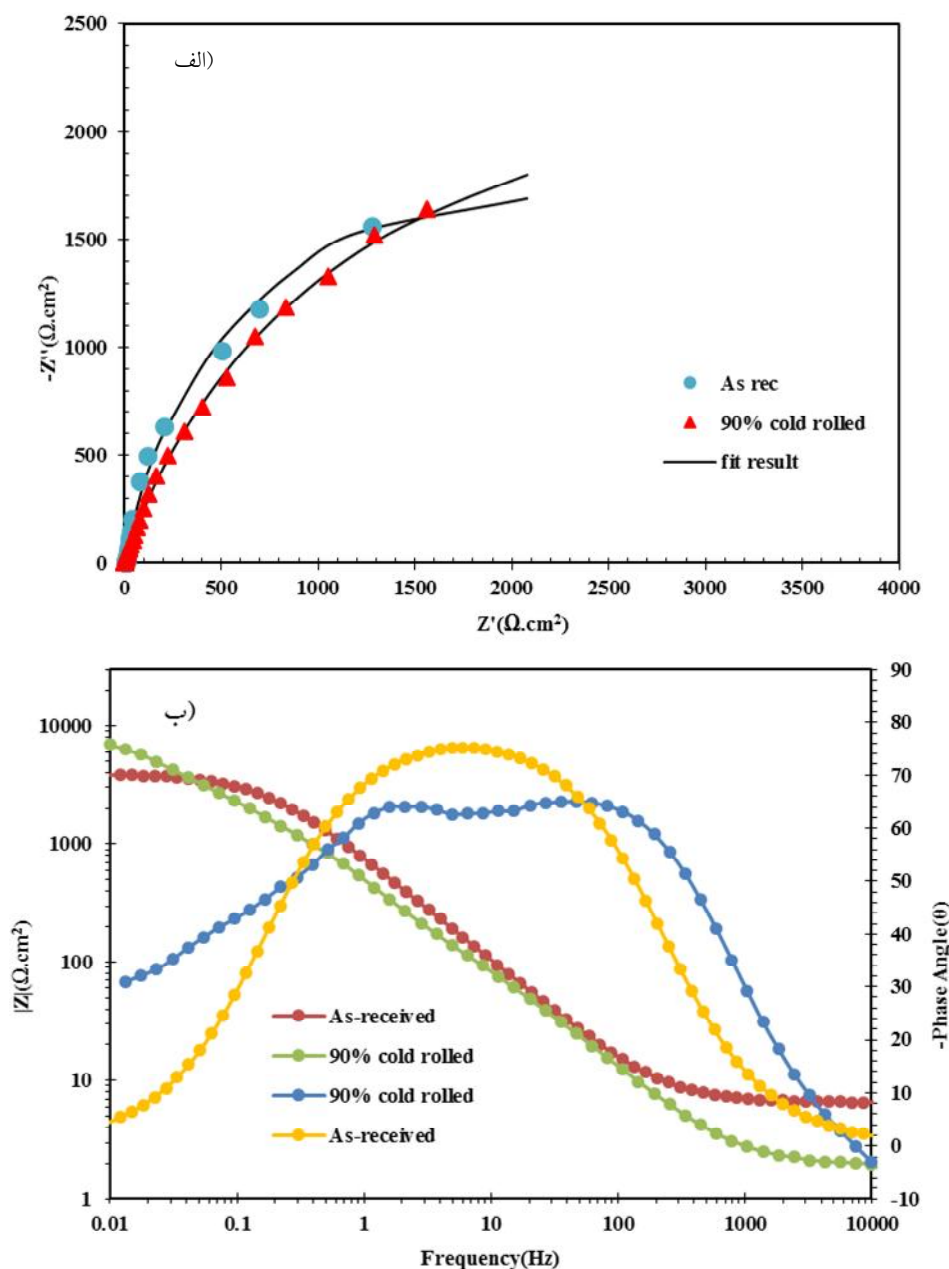 2500
2000
1500
1000
500
0
-Z''(Ω.cm²)
الف)
As rec
90% cold rolled
fit result
0 500 1000 1500 2000 2500 3000 3500 4000
Z'(Ω.cm²)
ب)
10000
1000
100
10
1
|Z|(Ω.cm²)
90
80
70
60
50
40
30
20
10
0
-10
-Phase Angle(θ)
As-received
90% cold rolled
90% cold rolled
As-received
0.01 0.1 1 10 100 1000 10000
Frequency(Hz)